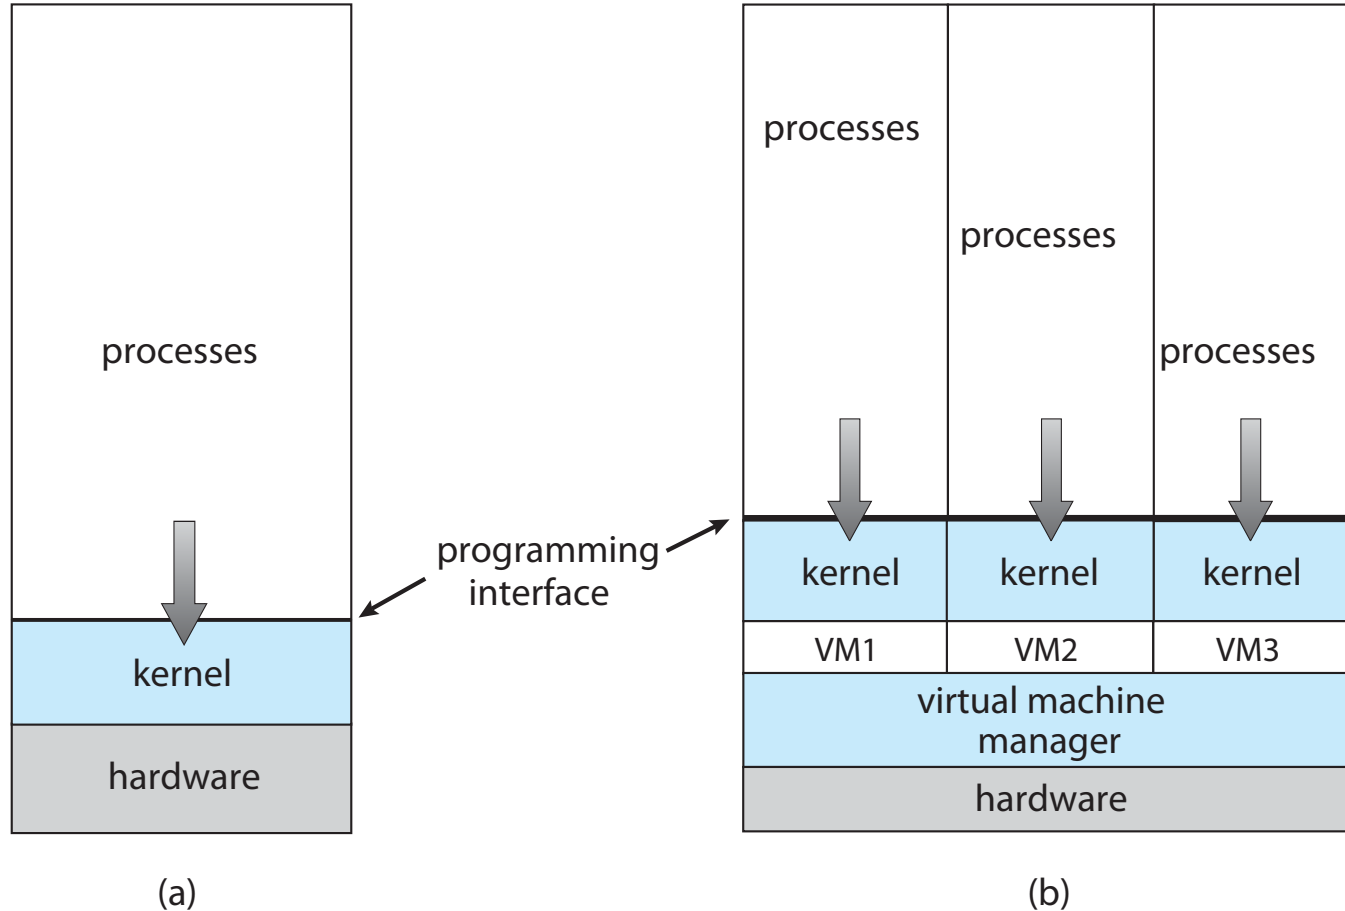 processes
kernel
hardware
(a)
programming
interface
processes
processes
processes
kernel
kernel
kernel
VM1
VM2
VM3
virtual machine
manager
hardware
(b)